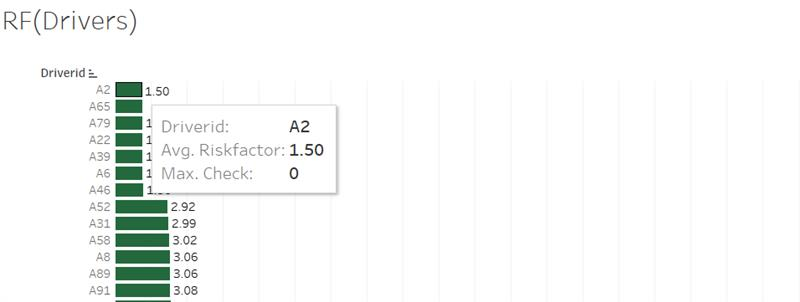 RF(Drivers)
Driverid
A2 1.50
A65
A79
A22
A39
A6
A46
Driverid: A2
Avg. Riskfactor: 1.50
Max. Check: 0
A52 2.92
A31 2.99
A58 3.02
A8 3.06
A89 3.06
A91 3.08